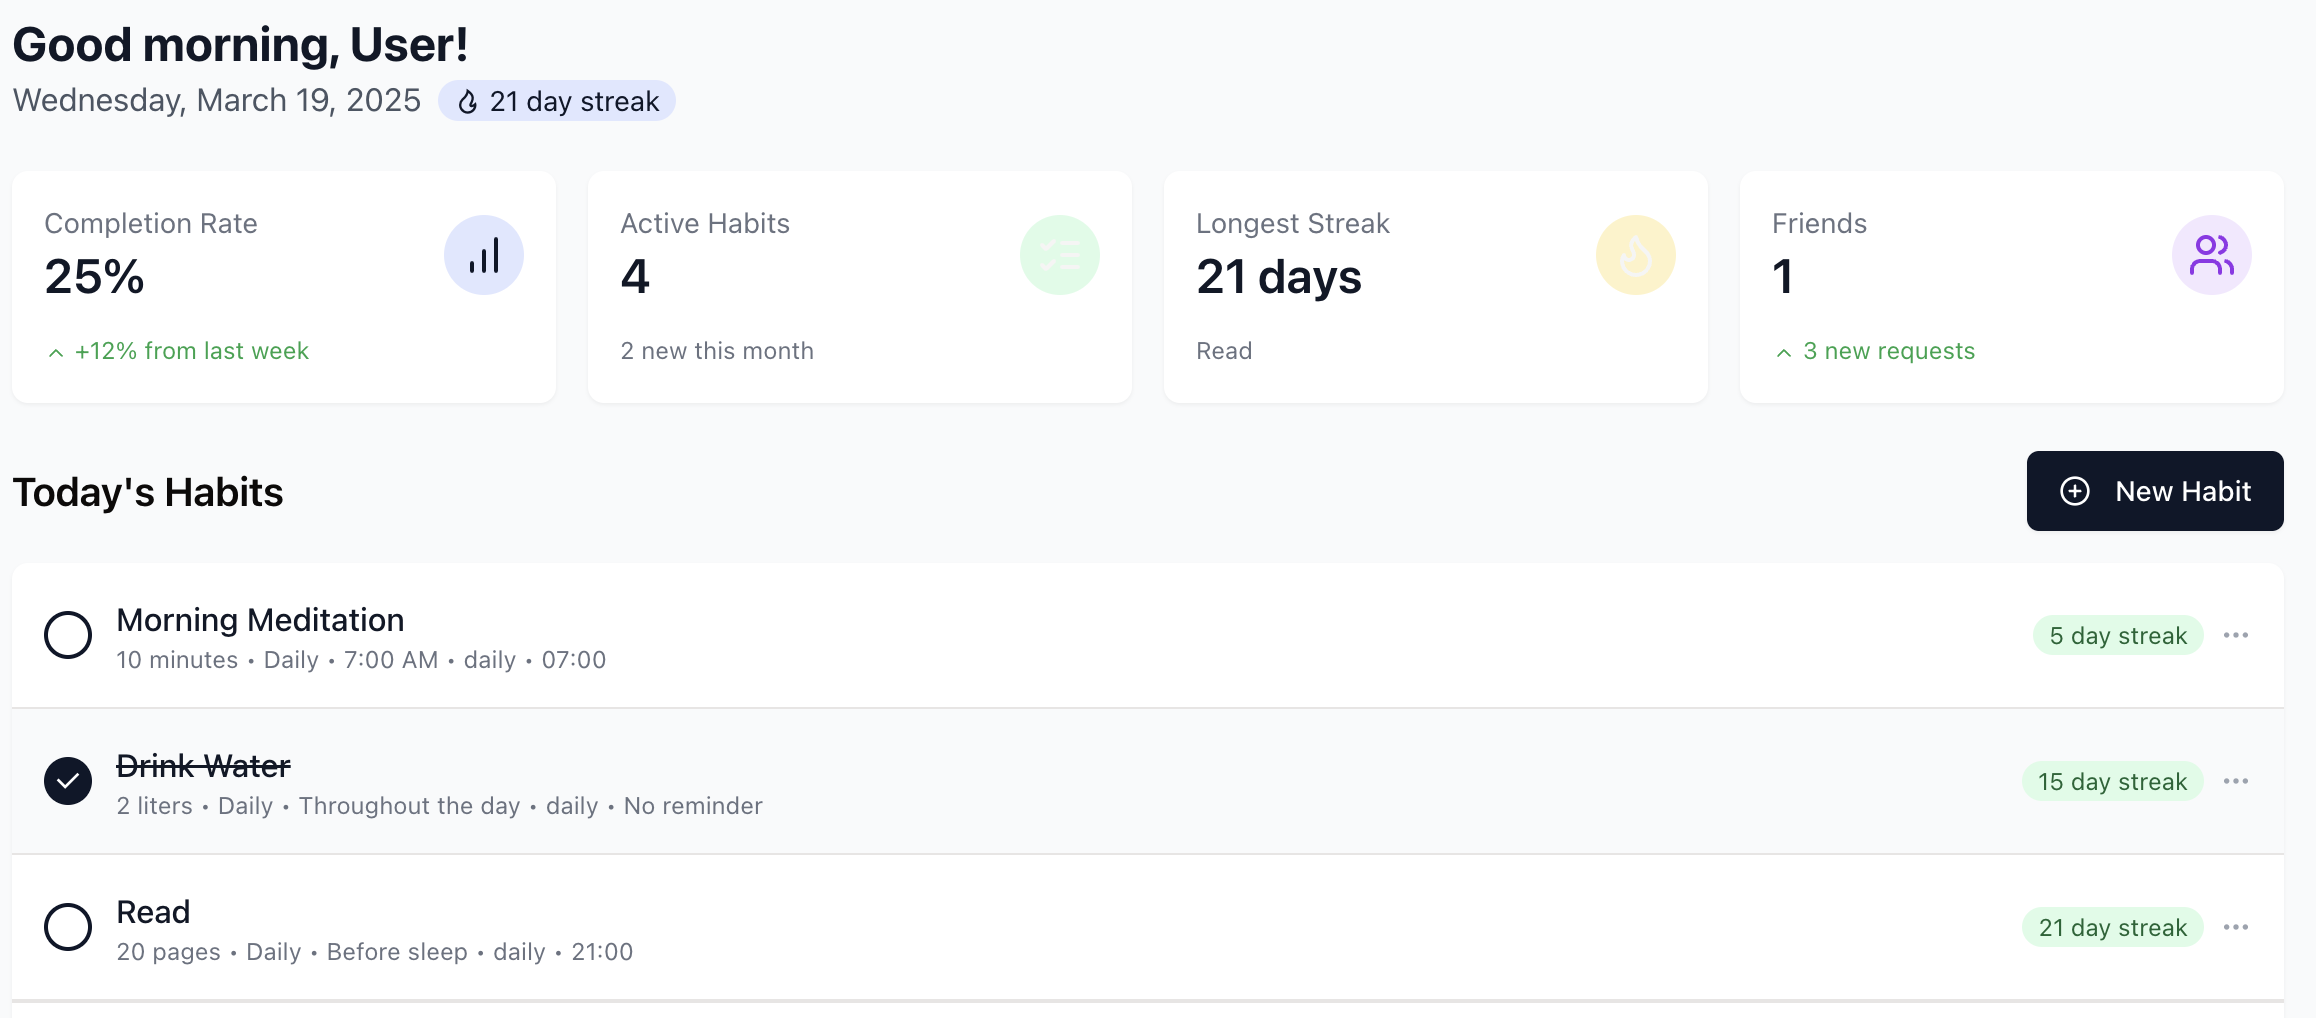 Good morning, User!
Wednesday, March 19, 2025
21 day streak
Completion Rate
25%
+12% from last week
Active Habits
4
2 new this month
Longest Streak
21 days
Read
Friends
1
3 new requests
Today's Habits
New Habit
Morning Meditation
10 minutes • Daily • 7:00 AM • daily • 07:00
5 day streak
Drink Water
2 liters • Daily • Throughout the day • daily • No reminder
15 day streak
Read
20 pages • Daily • Before sleep • daily • 21:00
21 day streak